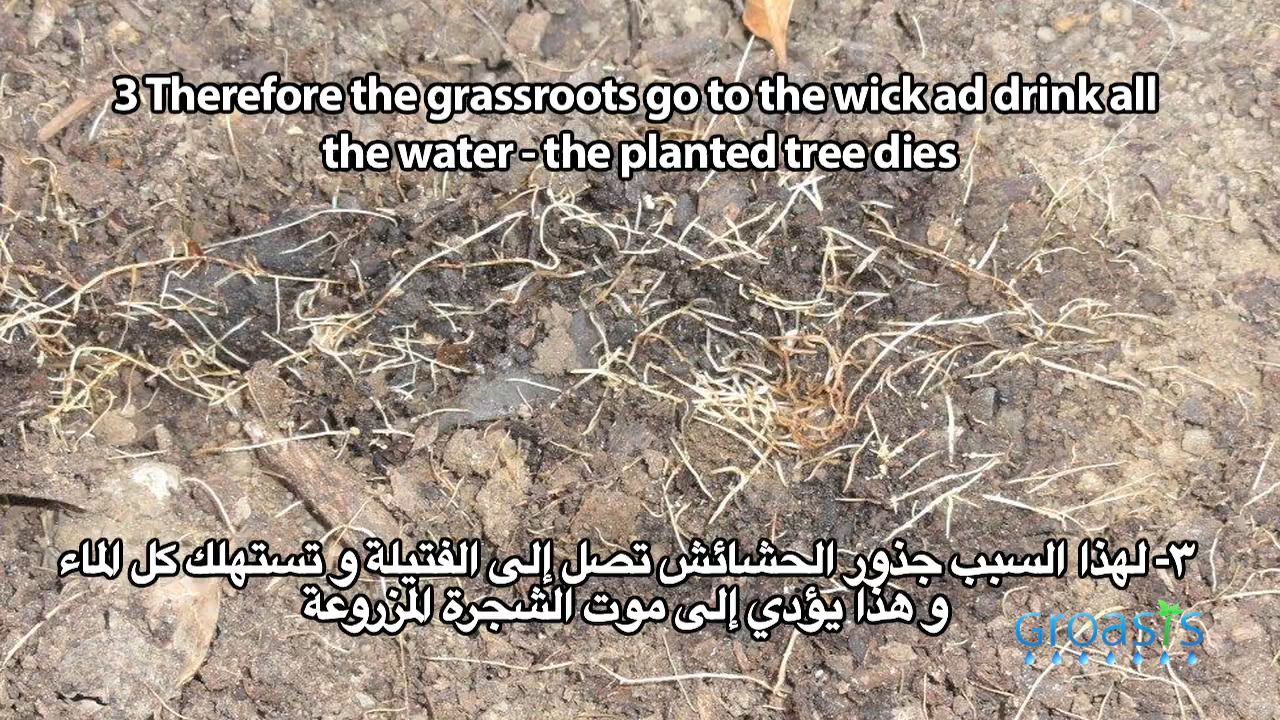 3 Therefore the grassroots go to the wick ad drink all
the water - the planted tree dies
٣- لهذا السبب جذور الحشائش تصل إلى الفتيلة و تستهلك كل الماء
و هذا يؤدي إلى موت الشجرة المزروعة
GROASIS